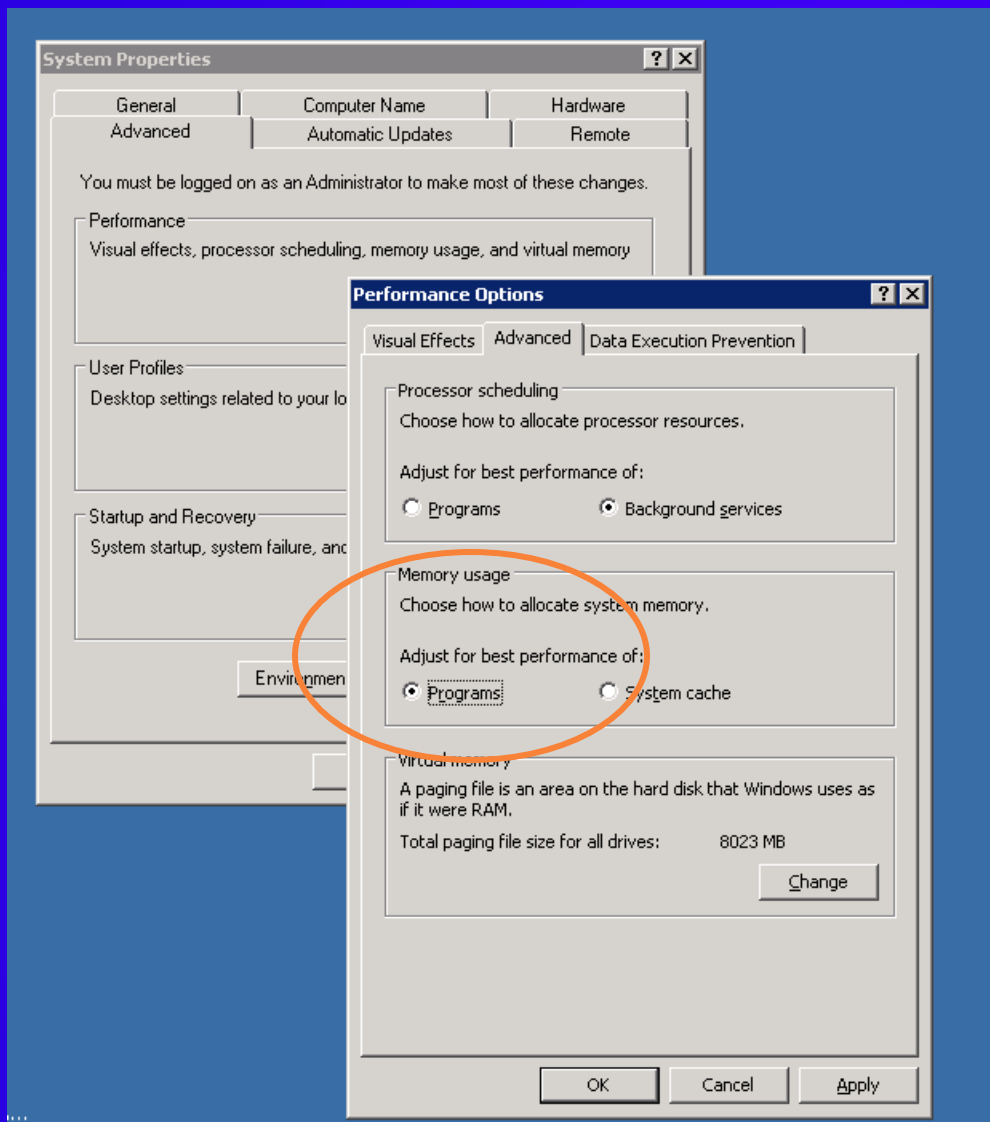 System Properties
General Computer Name Hardware
Advanced Automatic Updates Remote
You must be logged on as an Administrator to make most of these changes.
Performance
Visual effects, processor scheduling, memory usage, and virtual memory
User Profiles
Desktop settings related to your lo
Startup and Recovery
System startup, system failure, and
Environmen
Performance Options
Visual Effects Advanced Data Execution Prevention
Processor scheduling
Choose how to allocate processor resources.
Adjust for best performance of:
Programs Background services
Memory usage
Choose how to allocate system memory.
Adjust for best performance of:
Programs System cache
Virtual memory
A paging file is an area on the hard disk that Windows uses as
if it were RAM.
Total paging file size for all drives: 8023 MB
Change
OK Cancel Apply